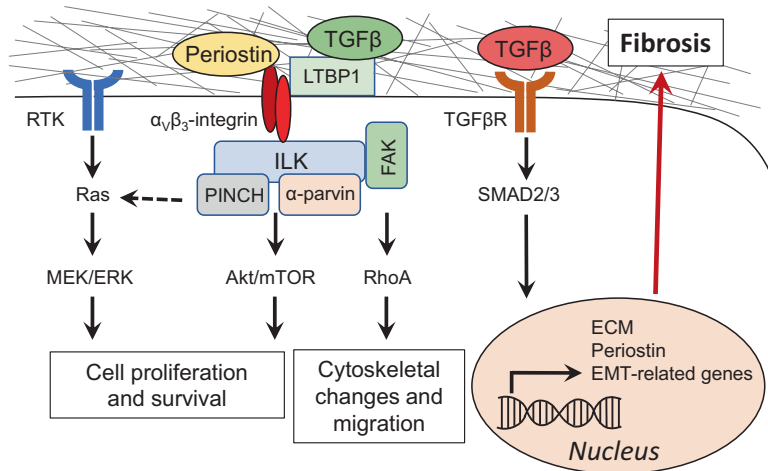 Periostin
TGFβ
LTBP1
TGFβ
Fibrosis
RTK
αVβ3-integrin
TGFβR
ILK
FAK
PINCH
α-parvin
Ras
SMAD2/3
MEK/ERK
Akt/mTOR
RhoA
Cell proliferation
and survival
Cytoskeletal
changes and
migration
ECM
Periostin
EMT-related genes
Nucleus